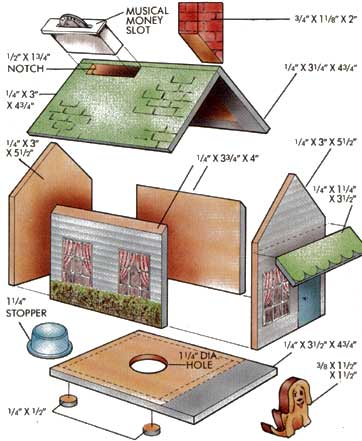 MUSICAL
MONEY
SLOT
3/4" X 1 1/8" X 2"
1/2" X 1 3/4"
NOTCH
1/4" X 3"
X 4 3/4"
1/4" X 3 1/4" X 4 3/4"
1/4" X 3"
X 5 1/2"
1/4" X 3 3/4" X 4"
1/4" X 3" X 5 1/2"
1/4" X 1 1/4"
X 3 1/2"
1 1/4"
STOPPER
1 1/4" DIA.
HOLE
1/4" X 3 1/2" X 4 3/4"
3/8 X 1 1/2"
X 1 1/2"
1/4" X 1/2"